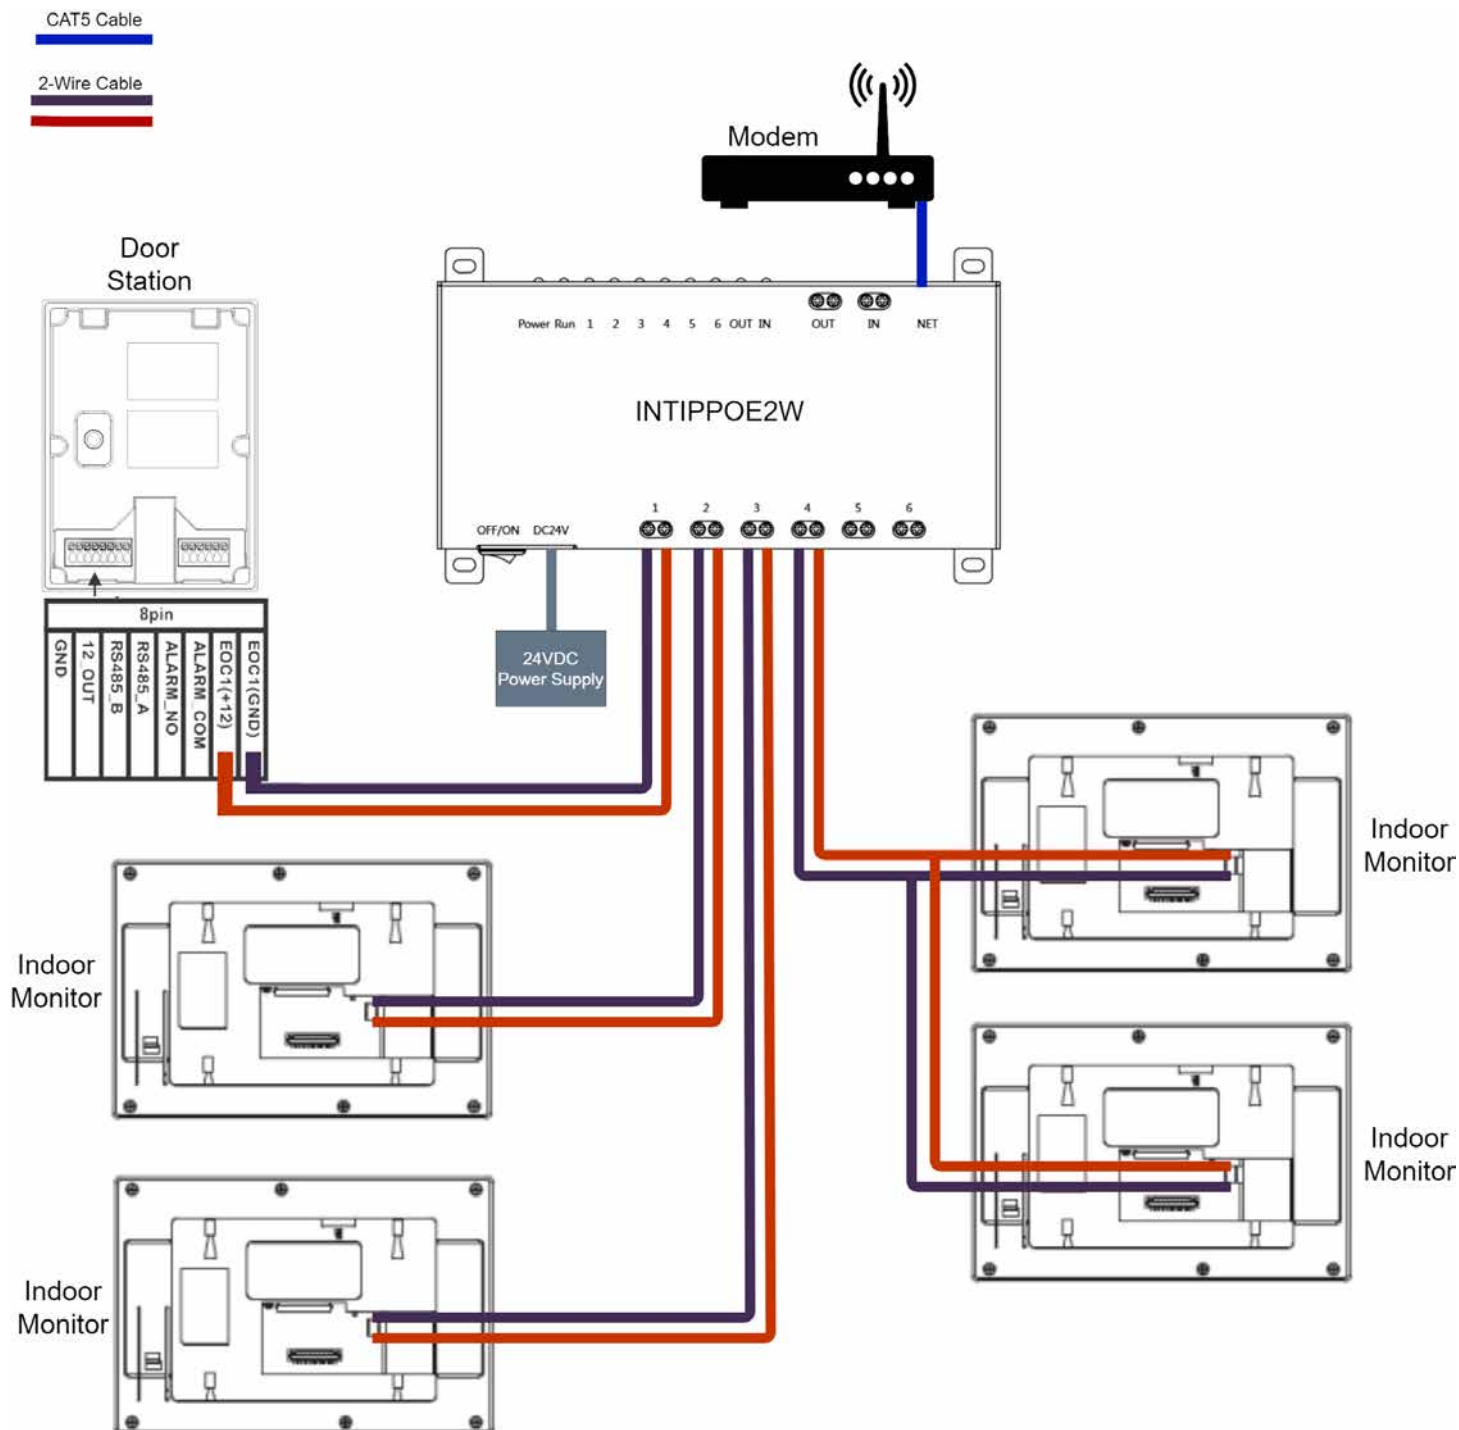 CAT5 Cable
2-Wire Cable
Modem
Door
Station
Power Run 1 2 3 4 5 6 OUT IN OUT IN NET
INTIPPOE2W
OFF/ON DC24V 1 2 3 4 5 6
24VDC
Power Supply
8pin
GND
12_OUT
RS485_B
RS485_A
ALARM_NO
ALARM_COM
EOC1(+12)
EOC1(GND)
Indoor
Monitor
Indoor
Monitor
Indoor
Monitor
Indoor
Monitor